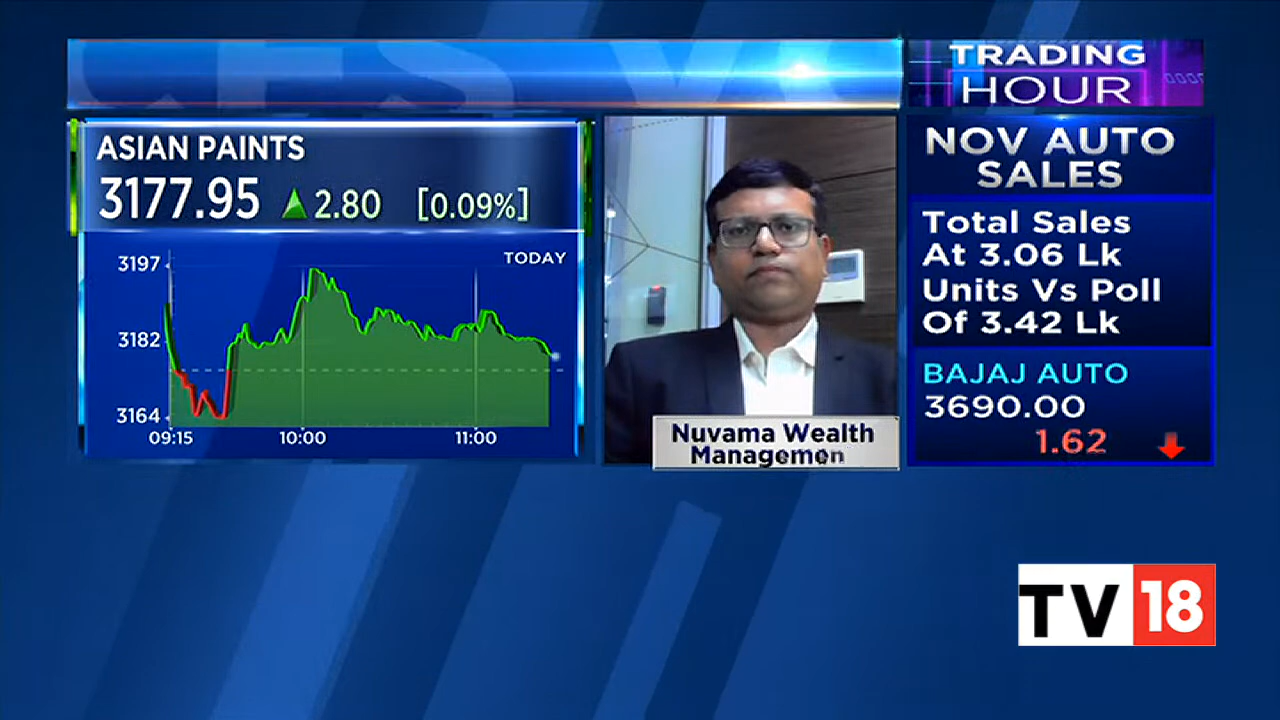 TRADING
HOUR
ASIAN PAINTS
3177.95 ▲ 2.80 [0.09%]
TODAY
3197
3182
3164
09:15 10:00 11:00
Nuvama Wealth
Managemen
NOV AUTO
SALES
Total Sales
At 3.06 Lk
Units Vs Poll
Of 3.42 Lk
BAJAJ AUTO
3690.00
1.62
TV18